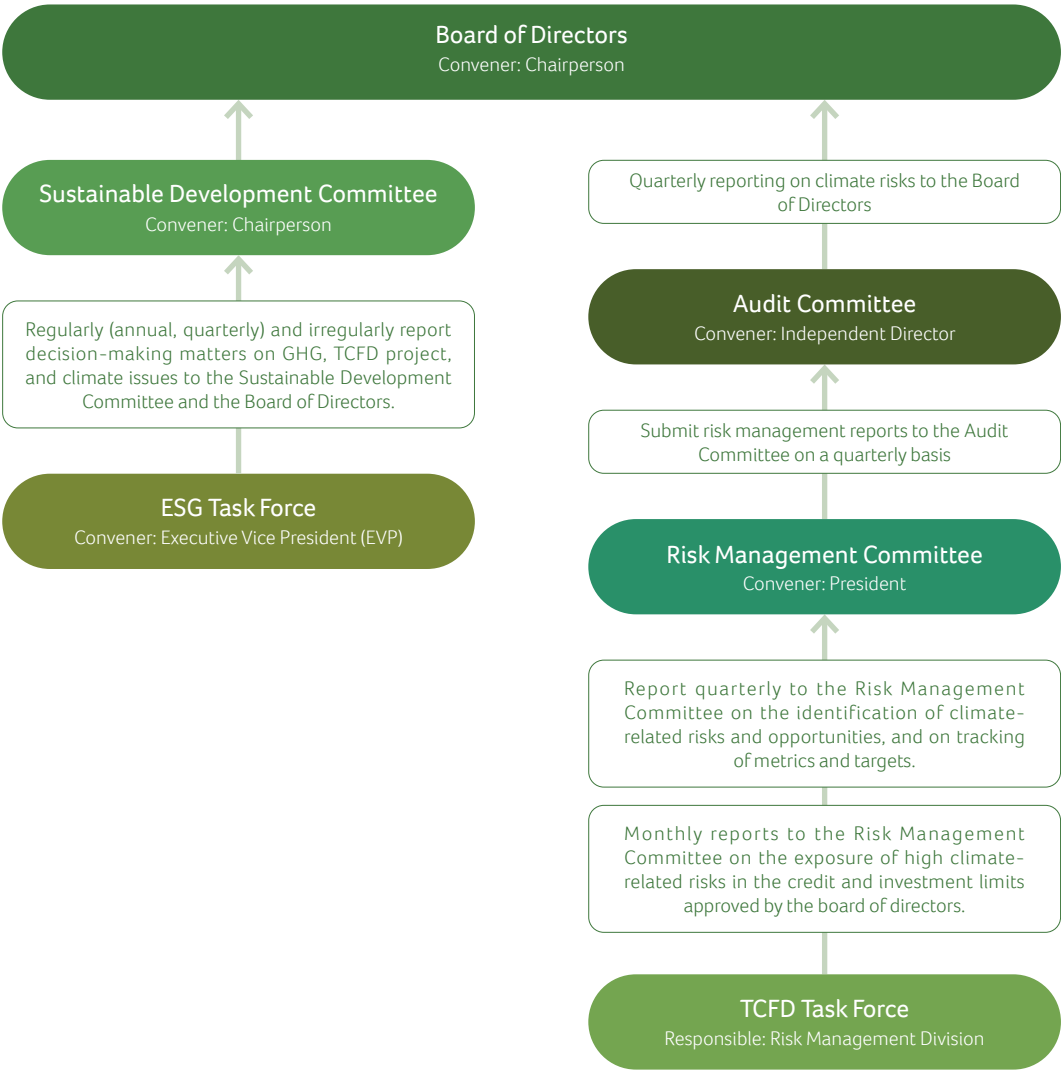 Board of Directors
Convener: Chairperson
Sustainable Development Committee
Convener: Chairperson
Regularly (annual, quarterly) and irregularly report
decision-making matters on GHG, TCFD project,
and climate issues to the Sustainable Development
Committee and the Board of Directors.
ESG Task Force
Convener: Executive Vice President (EVP)
Quarterly reporting on climate risks to the Board
of Directors
Audit Committee
Convener: Independent Director
Submit risk management reports to the Audit
Committee on a quarterly basis
Risk Management Committee
Convener: President
Report quarterly to the Risk Management
Committee on the identification of climate-
related risks and opportunities, and on tracking
of metrics and targets.
Monthly reports to the Risk Management
Committee on the exposure of high climate-
related risks in the credit and investment limits
approved by the board of directors.
TCFD Task Force
Responsible: Risk Management Division